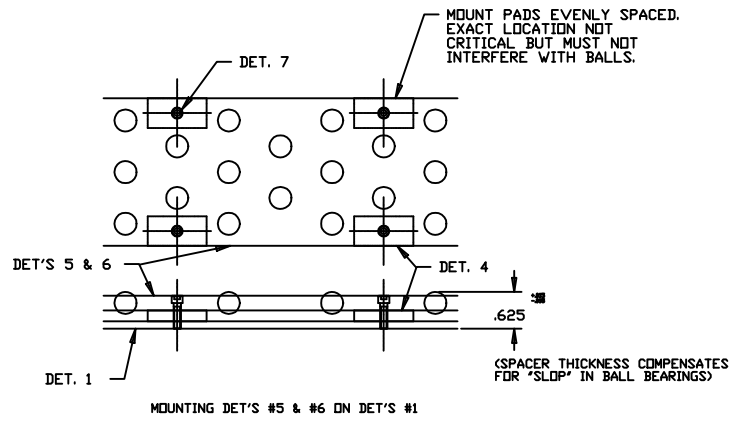 MOUNT PADS EVENLY SPACED.
EXACT LOCATION NOT
CRITICAL BUT MUST NOT
INTERFERE WITH BALLS.
DET. 7
DET'S 5 & 6
DET. 4
.625
DET. 1
(SPACER THICKNESS COMPENSATES
FOR "SLOP" IN BALL BEARINGS)
MOUNTING DET'S #5 & #6 ON DET'S #1